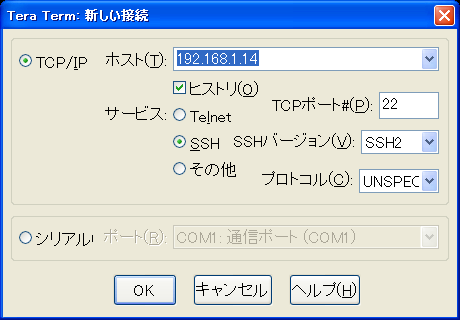 Tera Term: 新しい接続
TCP/IP ホスト(T): 192.168.1.14
ヒストリ(O)
サービス: Telnet TCPポート#(P): 22
SSH SSHバージョン(V): SSH2
その他 プロトコル(C): UNSPEC
シリアル ポート(R): COM1: 通信ポート (COM1)
OK キャンセル ヘルプ(H)